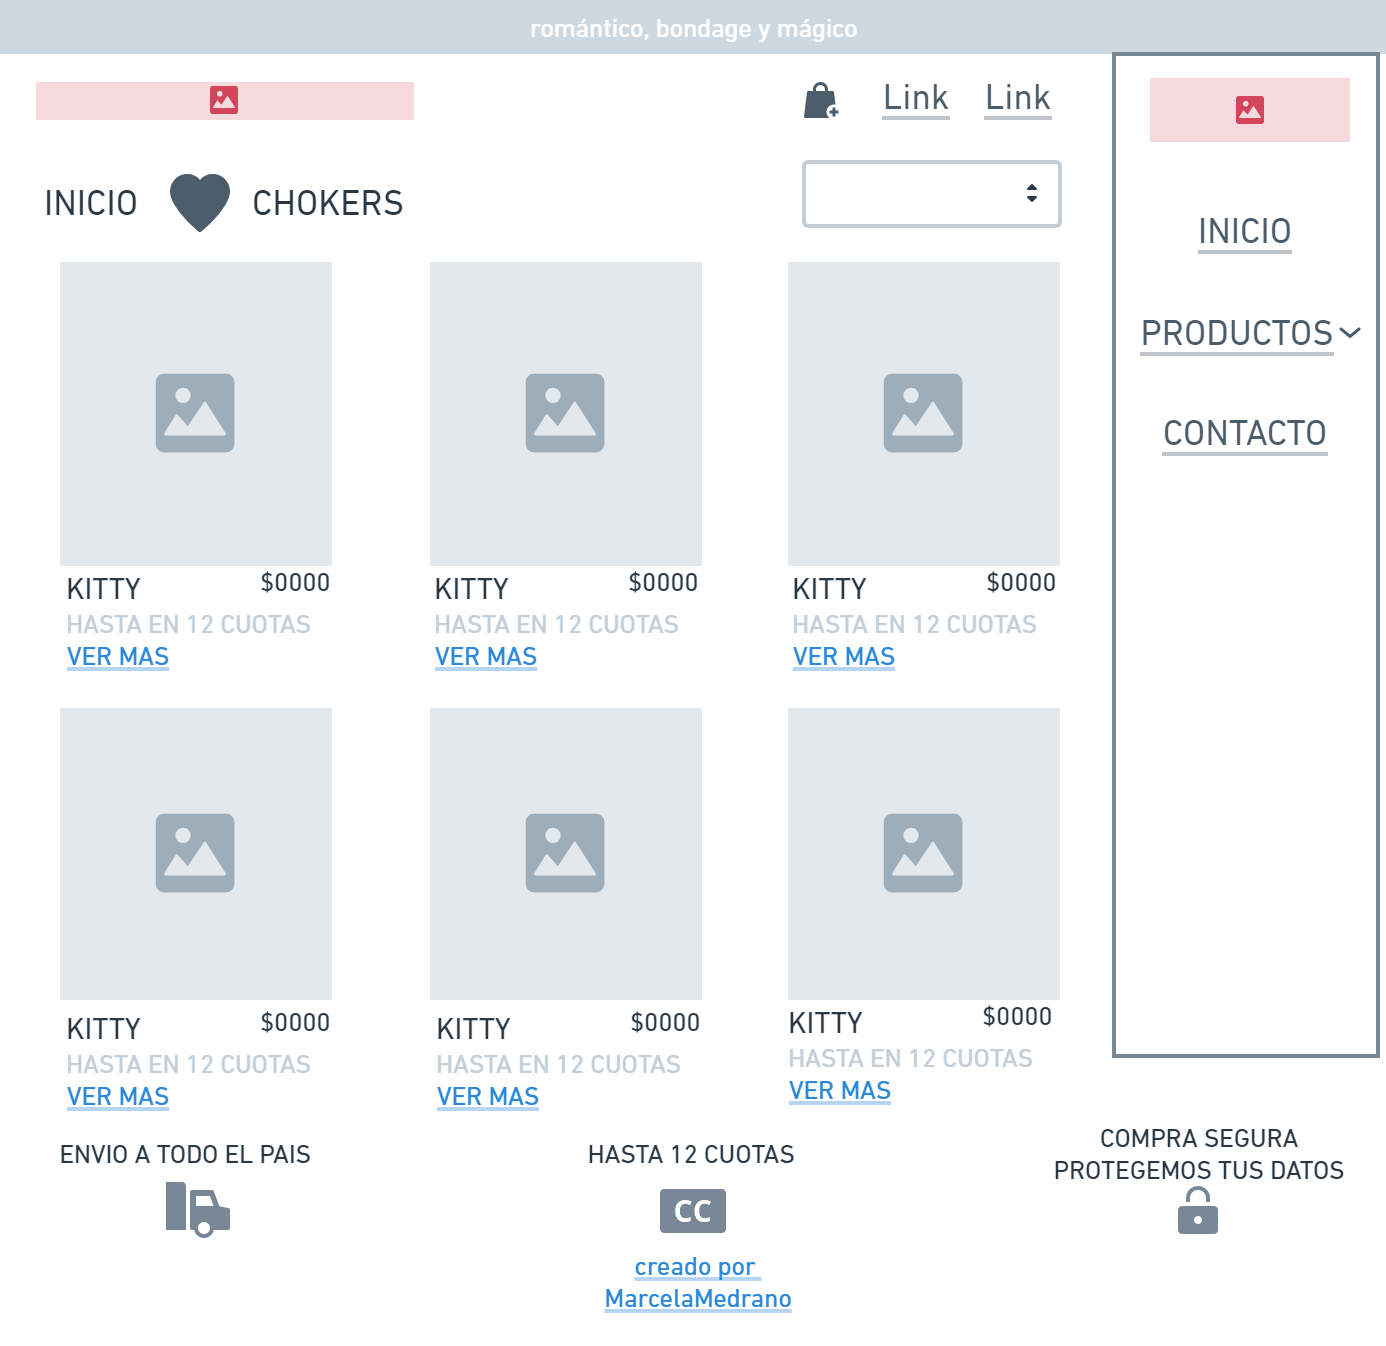 romántico, bondage y mágico
Link Link
INICIO CHOKERS
INICIO
PRODUCTOS
CONTACTO
KITTY $0000
HASTA EN 12 CUOTAS
VER MAS
KITTY $0000
HASTA EN 12 CUOTAS
VER MAS
KITTY $0000
HASTA EN 12 CUOTAS
VER MAS
KITTY $0000
HASTA EN 12 CUOTAS
VER MAS
KITTY $0000
HASTA EN 12 CUOTAS
VER MAS
KITTY $0000
HASTA EN 12 CUOTAS
VER MAS
ENVIO A TODO EL PAIS
HASTA 12 CUOTAS
CC
COMPRA SEGURA
PROTEGEMOS TUS DATOS
creado por
MarcelaMedrano